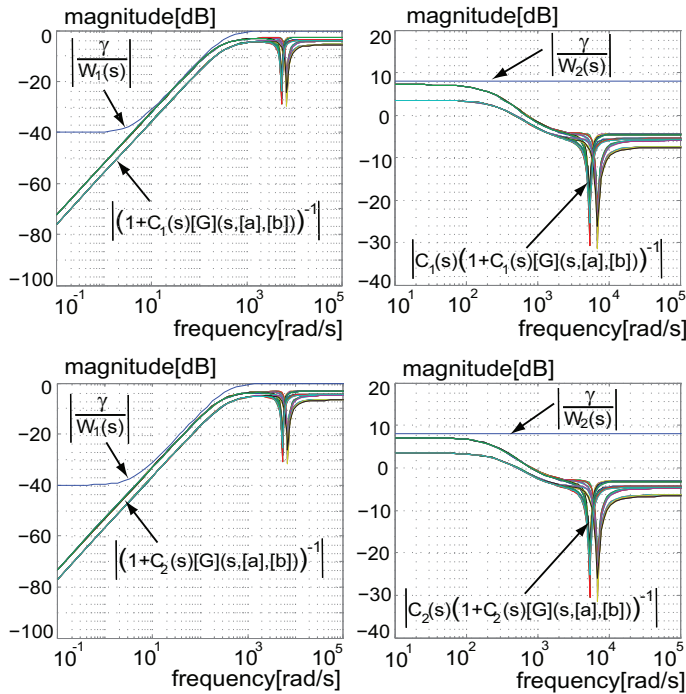 magnitude[dB]
0
−20
−40
−60
−80
−100
|γ/W₁(s)|
|(1+C₁(s)[G](s,[a],[b]))⁻¹|
10⁻¹ 10¹ 10³ 10⁵
frequency[rad/s]
magnitude[dB]
20
10
0
−10
−20
−30
−40
|γ/W₂(s)|
|C₁(s)(1+C₁(s)[G](s,[a],[b]))⁻¹|
10¹ 10² 10³ 10⁴ 10⁵
frequency[rad/s]
magnitude[dB]
0
−20
−40
−60
−80
−100
|γ/W₁(s)|
|(1+C₂(s)[G](s,[a],[b]))⁻¹|
10⁻¹ 10¹ 10³ 10⁵
frequency[rad/s]
magnitude[dB]
20
10
0
−10
−20
−30
−40
|γ/W₂(s)|
|C₂(s)(1+C₂(s)[G](s,[a],[b]))⁻¹|
10¹ 10² 10³ 10⁴ 10⁵
frequency[rad/s]